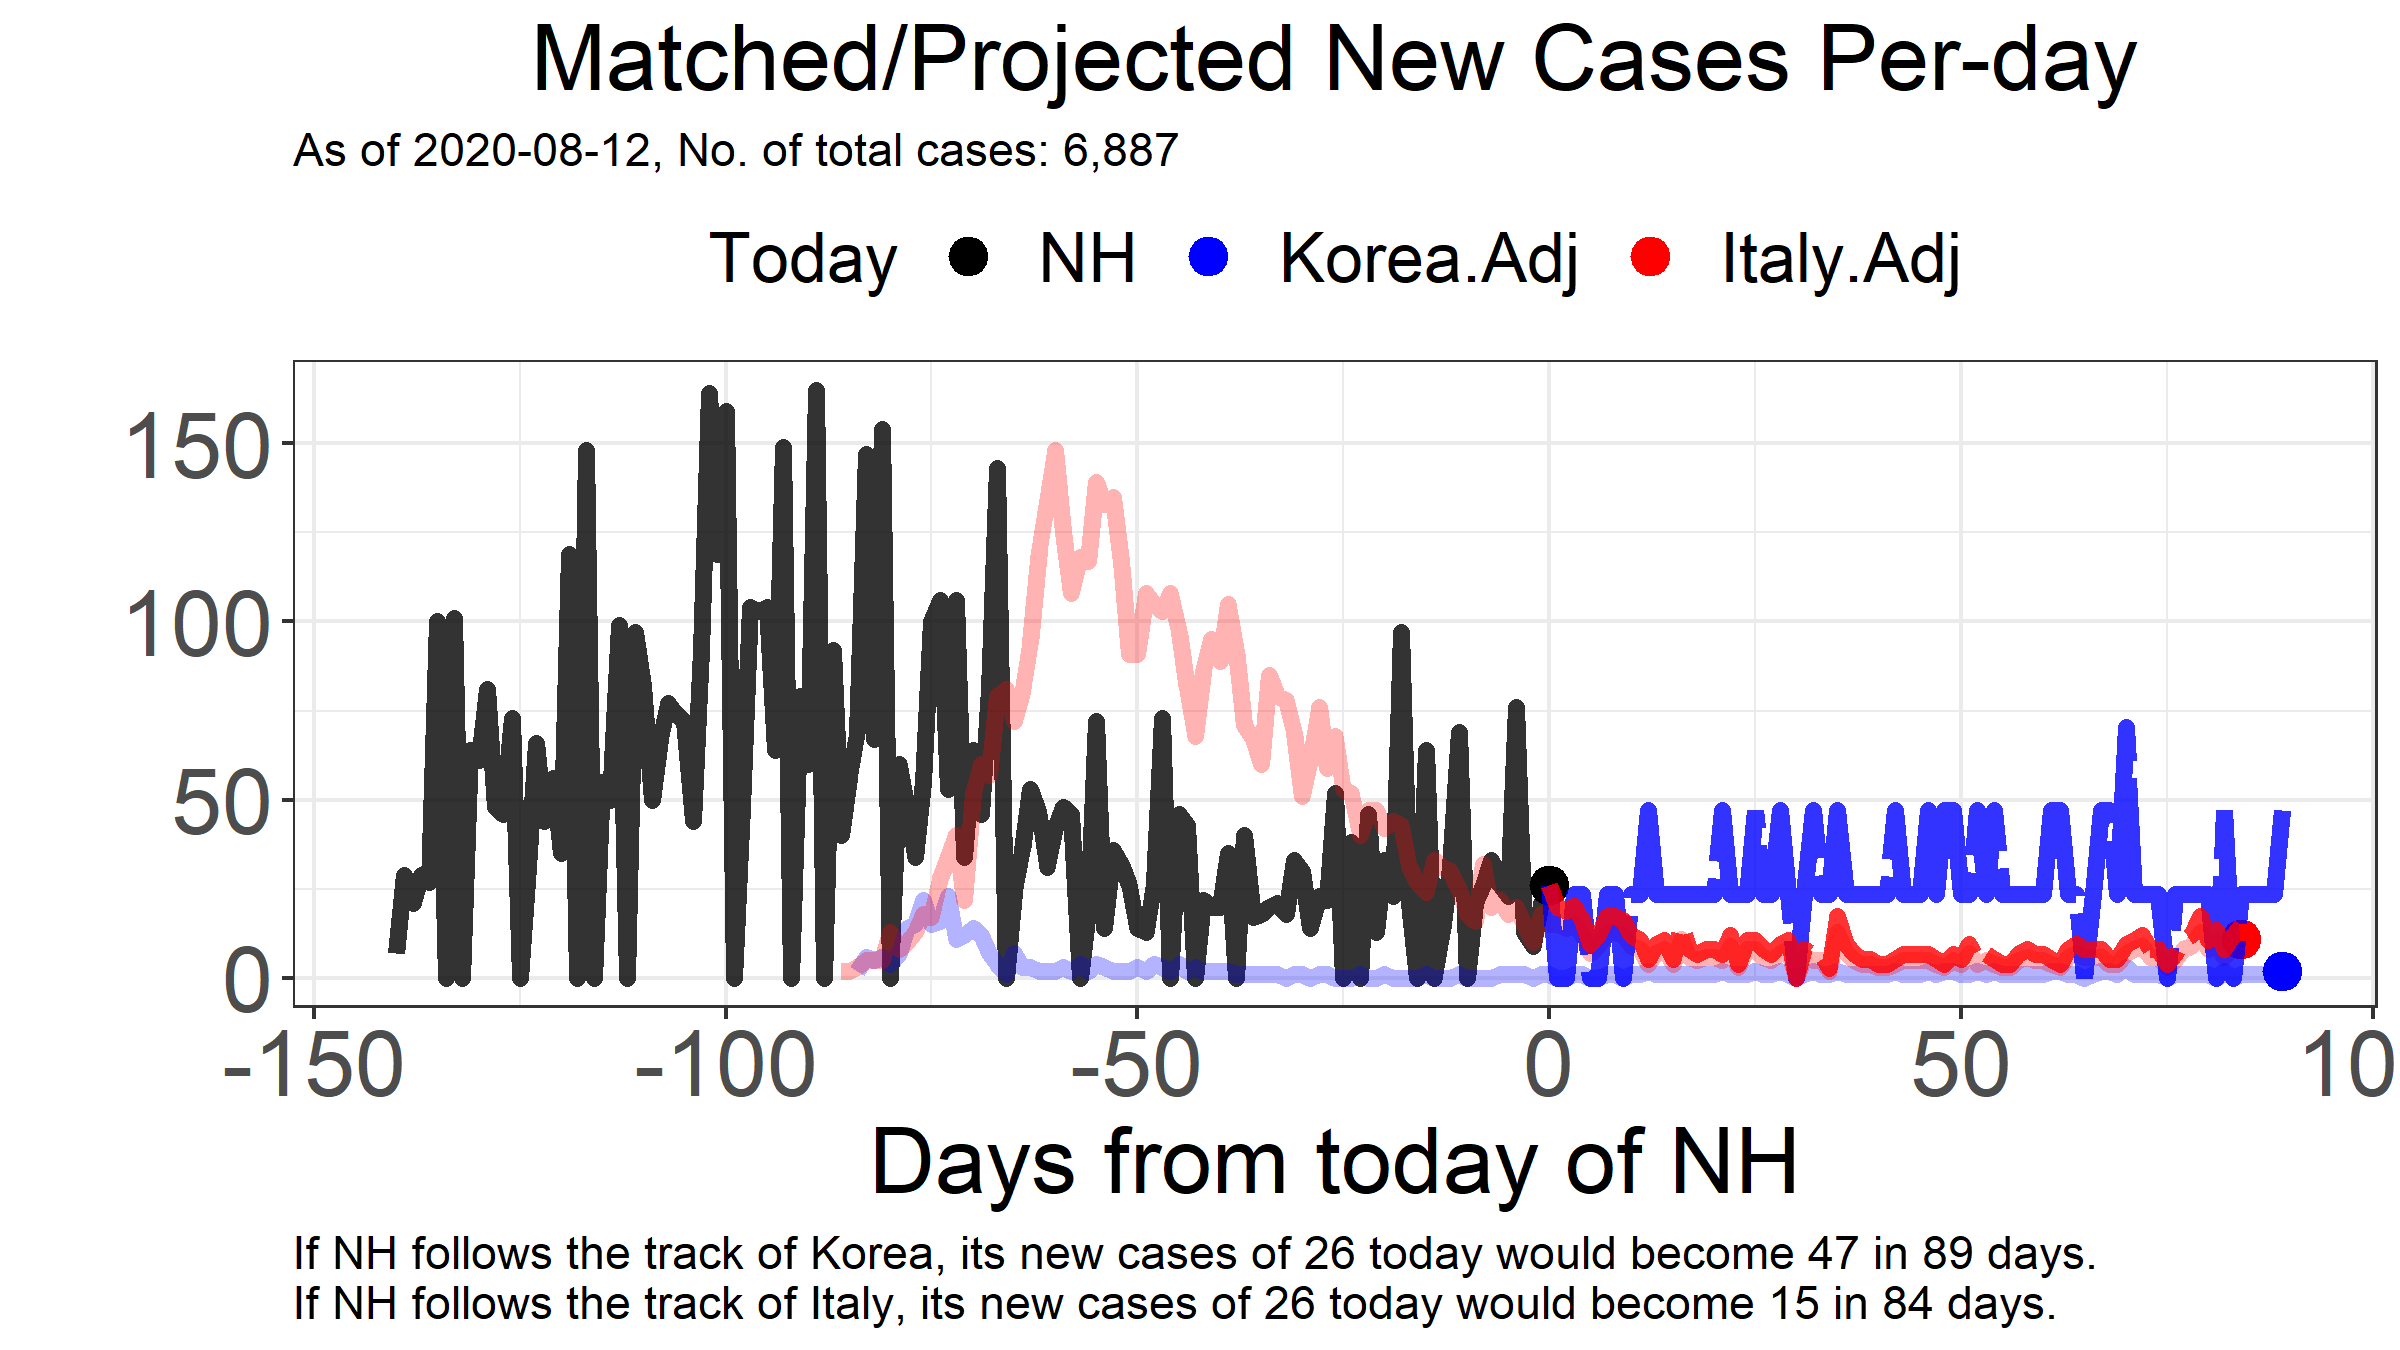 Matched/Projected New Cases Per-day
As of 2020-08-12, No. of total cases: 6,887
Today NH Korea.Adj Italy.Adj
150
100
50
0
-150 -100 -50 0 50 10
Days from today of NH
If NH follows the track of Korea, its new cases of 26 today would become 47 in 89 days.
If NH follows the track of Italy, its new cases of 26 today would become 15 in 84 days.